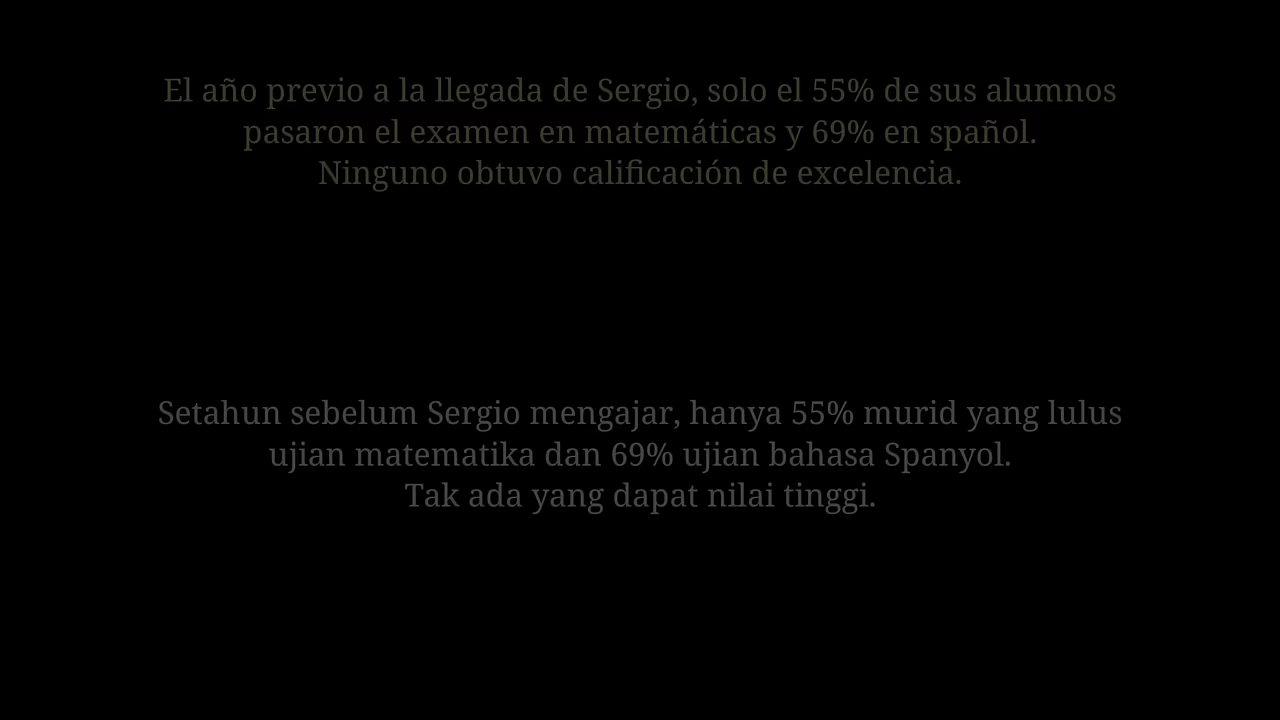 El año previo a la llegada de Sergio, solo el 55% de sus alumnos
pasaron el examen en matemáticas y 69% en spañol.
Ninguno obtuvo calificación de excelencia.
Setahun sebelum Sergio mengajar, hanya 55% murid yang lulus
ujian matematika dan 69% ujian bahasa Spanyol.
Tak ada yang dapat nilai tinggi.